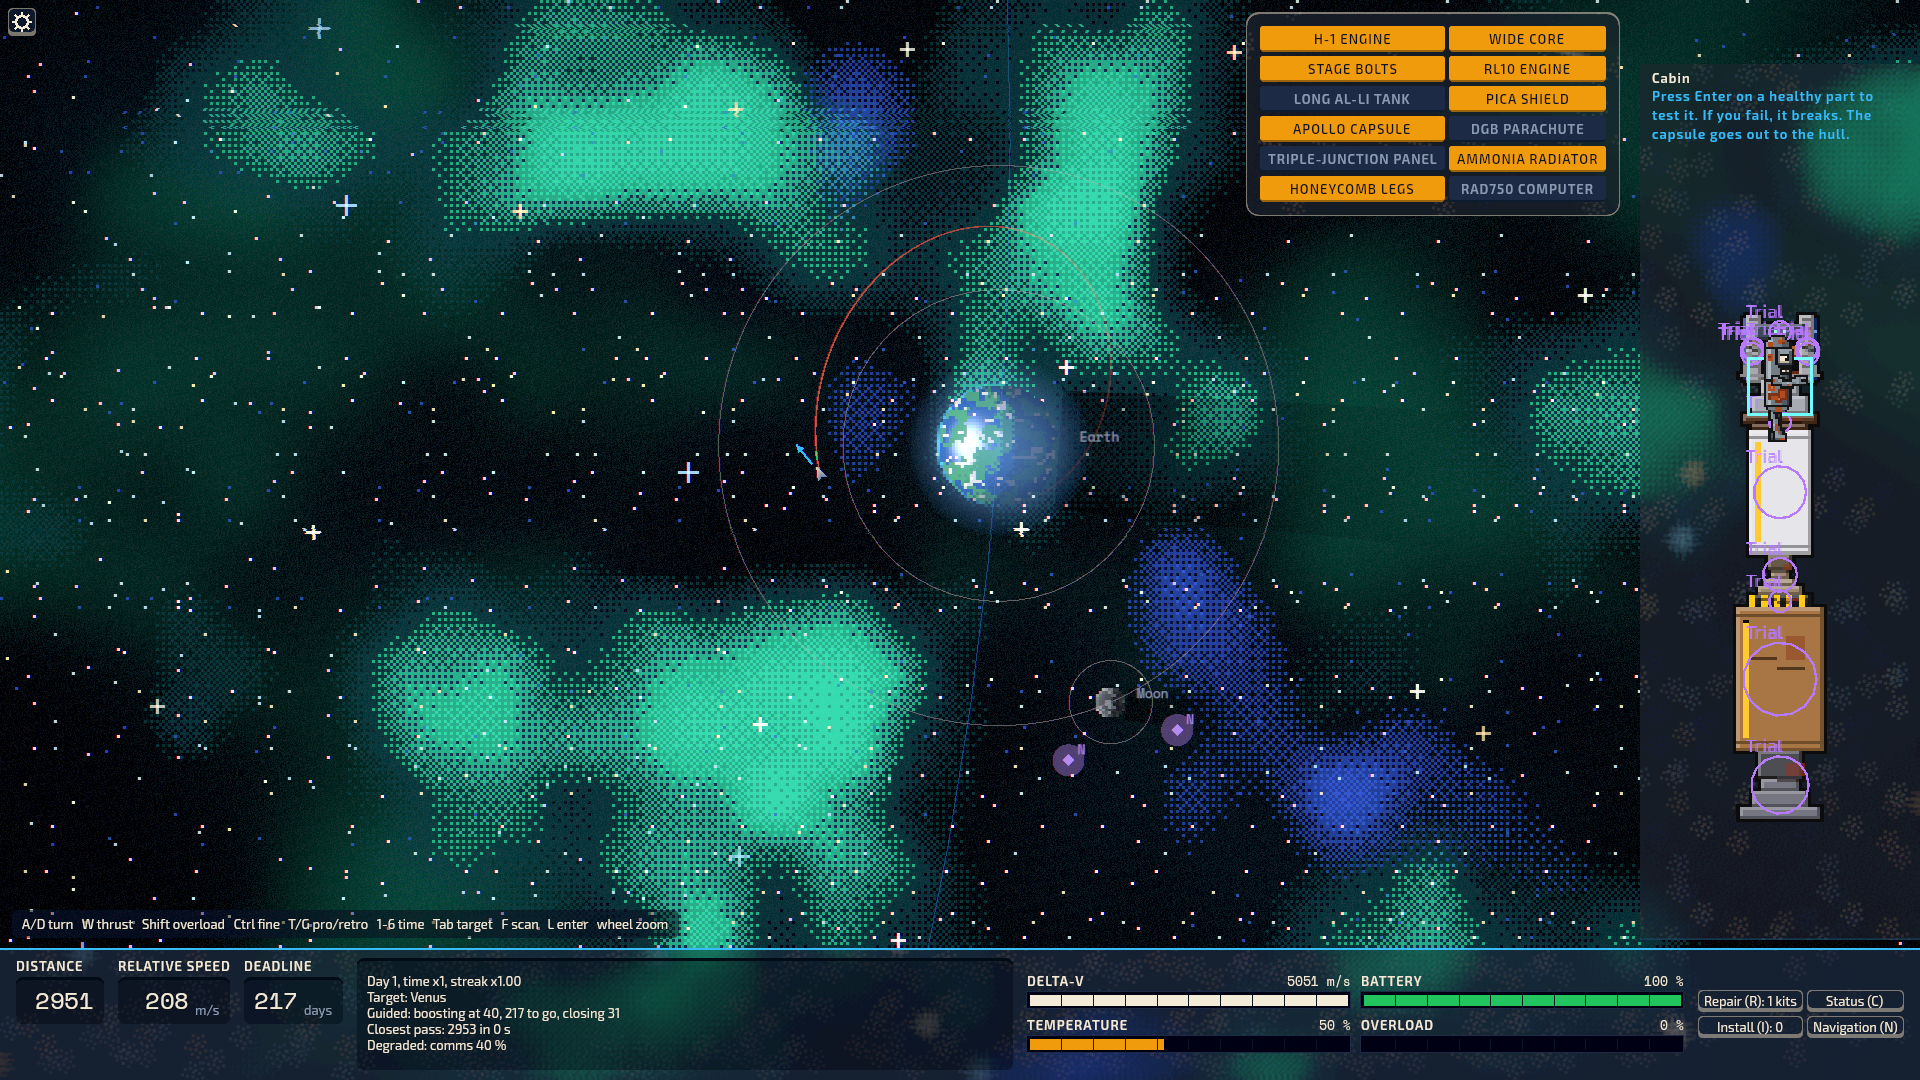 H-1 ENGINE
WIDE CORE
STAGE BOLTS
RL10 ENGINE
LONG AL-LI TANK
PICA SHIELD
APOLLO CAPSULE
DGB PARACHUTE
TRIPLE-JUNCTION PANEL
AMMONIA RADIATOR
HONEYCOMB LEGS
RAD750 COMPUTER
Cabin
Press Enter on a healthy part to
test it. If you fail, it breaks. The
capsule goes out to the hull.
Trial
Trial
Trial
Trial
Trial
Trial
Earth
Moon
N
N
A/D turn W thrust Shift overload Ctrl fine T/G pro/retro 1-6 time Tab target F scan L enter wheel zoom
DISTANCE
2951
RELATIVE SPEED
208 m/s
DEADLINE
217 days
Day 1, time x1, streak x1.00
Target: Venus
Guided: boosting at 40, 217 to go, closing 31
Closest pass: 2953 in 0 s
Degraded: comms 40 %
DELTA-V 5051 m/s
BATTERY 100 %
TEMPERATURE 50 %
OVERLOAD 0 %
Repair (R): 1 kits
Status (C)
Install (I): 0
Navigation (N)